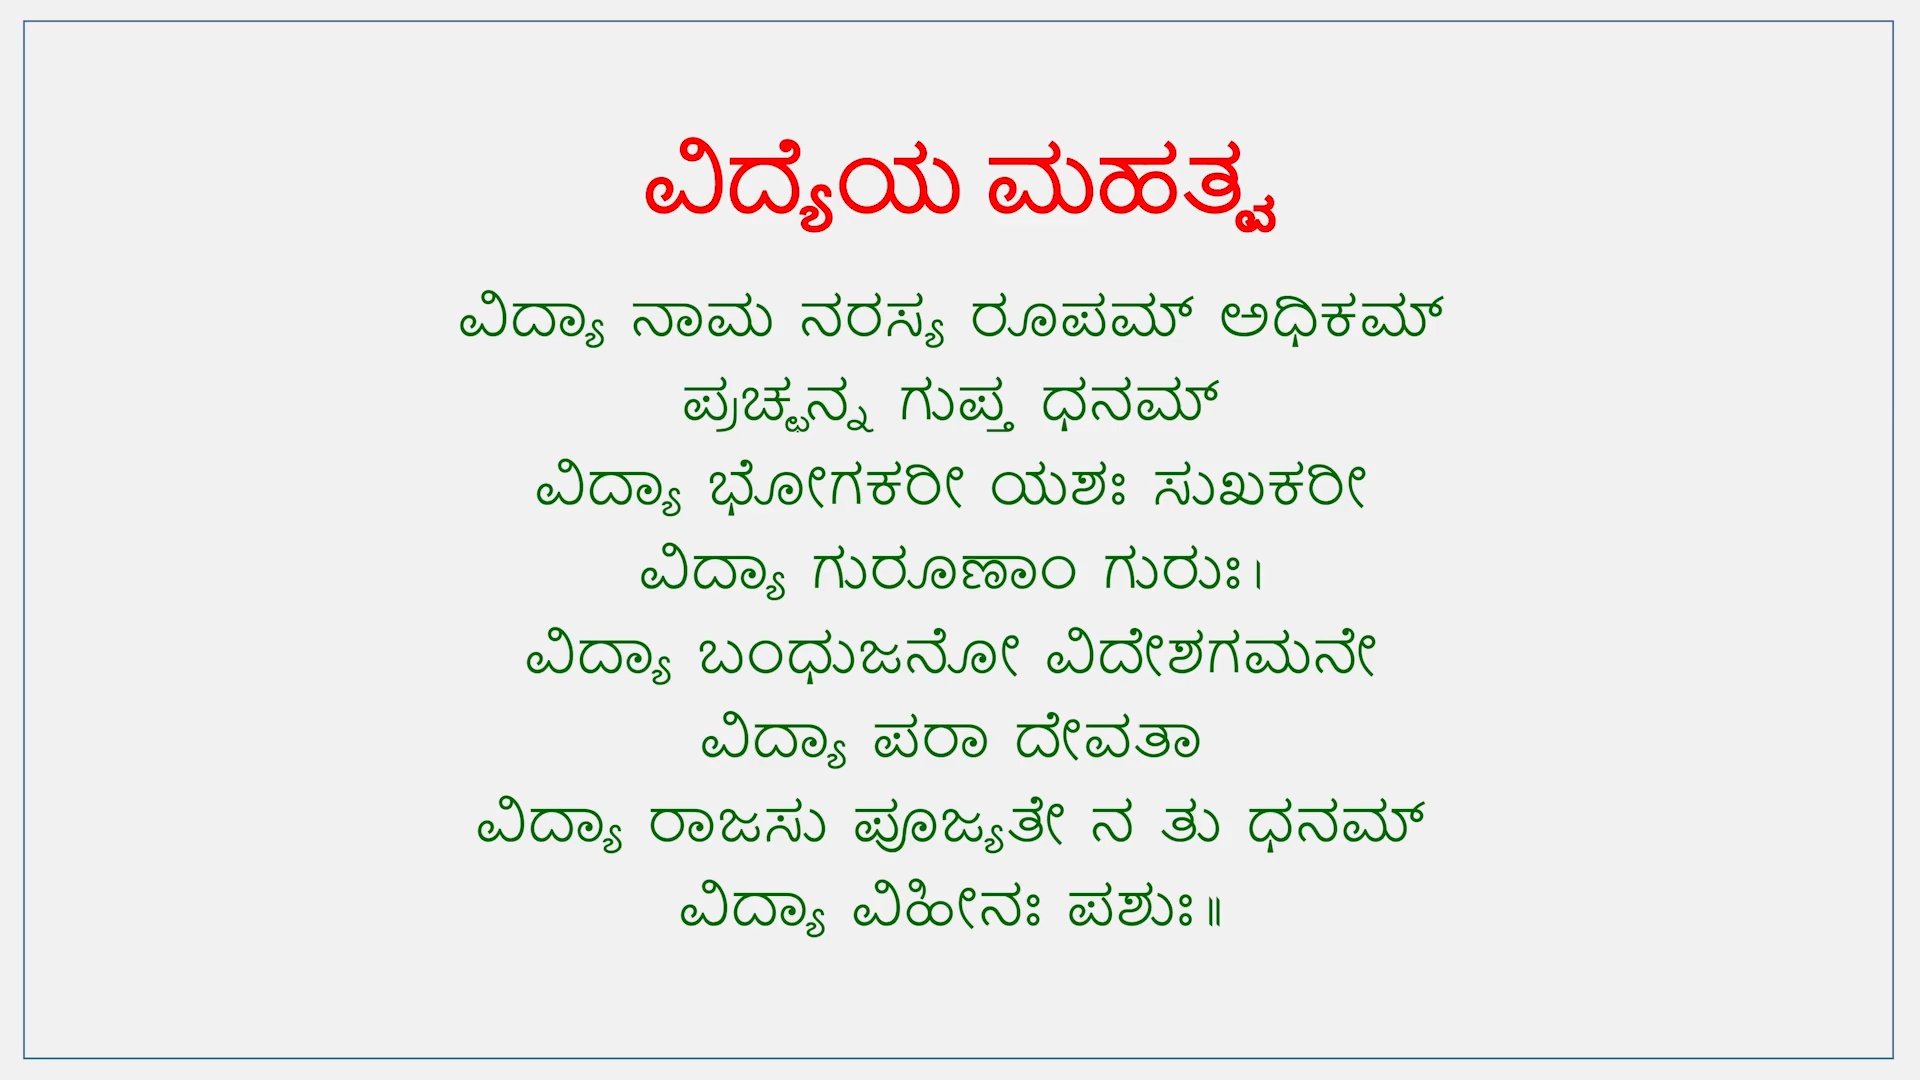 ವಿದ್ಯೆಯ ಮಹತ್ವ
ವಿದ್ಯಾ ನಾಮ ನರಸ್ಯ ರೂಪಮ್ ಅಧಿಕಮ್
ಪ್ರಚ್ಛನ್ನ ಗುಪ್ತ ಧನಮ್
ವಿದ್ಯಾ ಭೋಗಕರೀ ಯಶಃ ಸುಖಕರೀ
ವಿದ್ಯಾ ಗುರೂಣಾಂ ಗುರುಃ।
ವಿದ್ಯಾ ಬಂಧುಜನೋ ವಿದೇಶಗಮನೇ
ವಿದ್ಯಾ ಪರಾ ದೇವತಾ
ವಿದ್ಯಾ ರಾಜಸು ಪೂಜ್ಯತೇ ನ ತು ಧನಮ್
ವಿದ್ಯಾ ವಿಹೀನಃ ಪಶುಃ॥